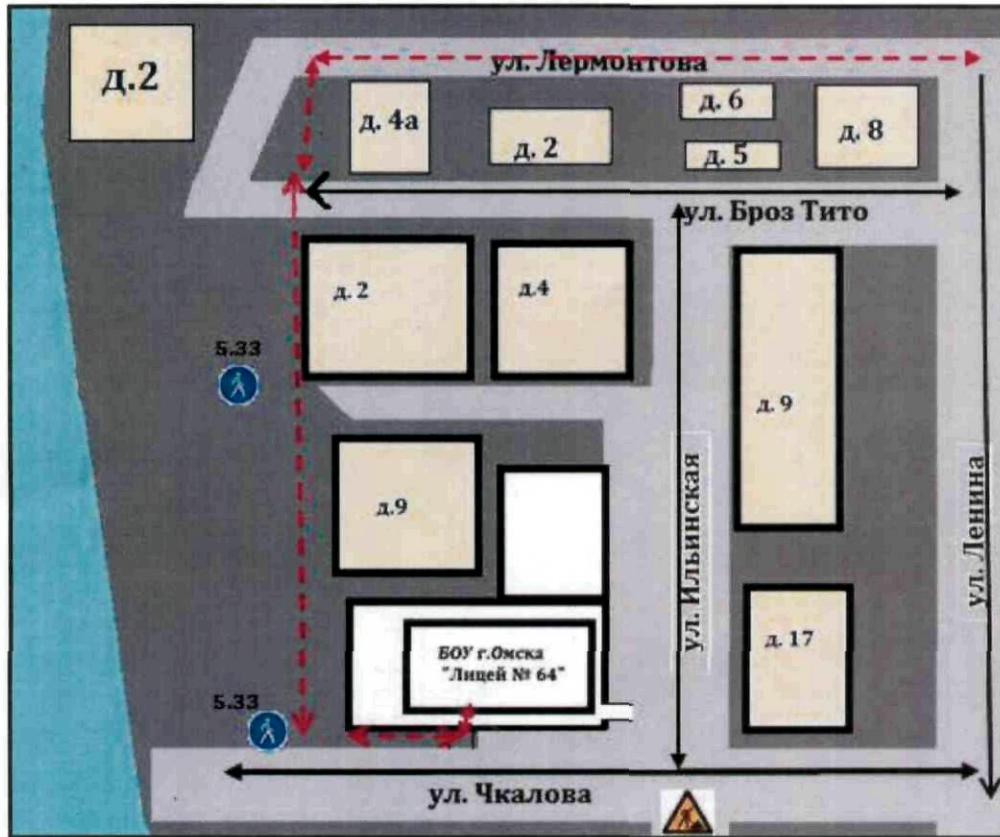 д.2
ул. Лермонтова
д. 4а
д. 2
д. 6
д. 5
д. 8
ул. Броз Тито
д. 2
д.4
5.33
д. 9
д.9
ул. Ильинская
ул. Ленина
БОУ г.Омска
"Лицей № 64"
д. 17
5.33
ул. Чкалова